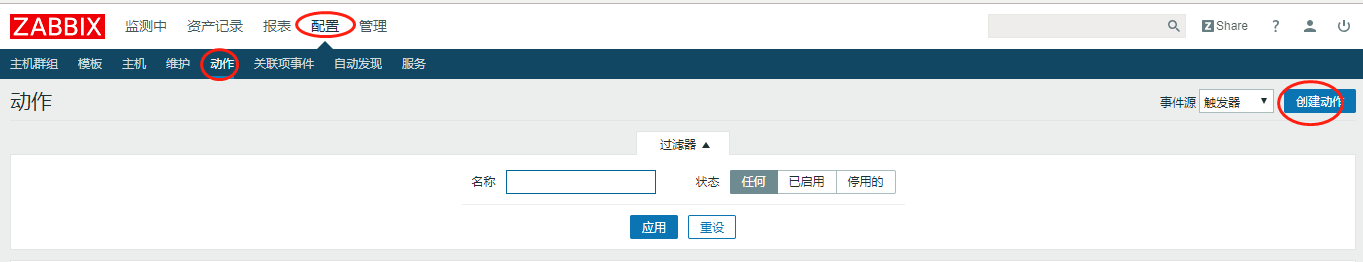 ZABBIX 监测中 资产记录 报表 配置 管理 Z Share ?
主机群组 模板 主机 维护 动作 关联项事件 自动发现 服务
动作 事件源 触发器 创建动作
过滤器
名称 状态 任何 已启用 停用的
应用 重设